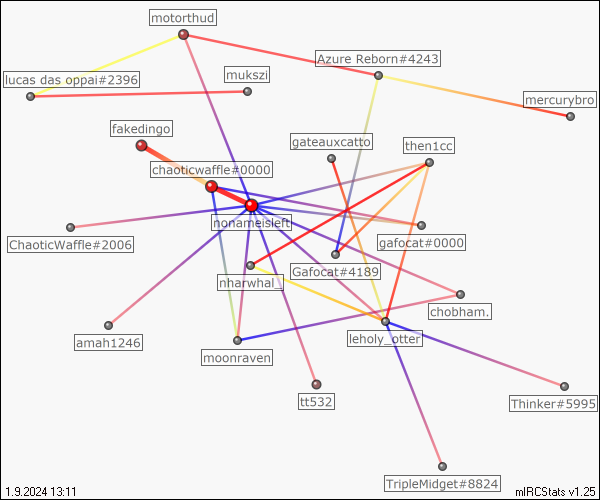 motorthud
Azure Reborn#4243
lucas das oppai#2396
mukszi
mercurybro
fakedingo
gateauxcatto
then1cc
chaoticwaffle#0000
nonameisleft
ChaoticWaffle#2006
gafocat#0000
nharwhal_
Gafocat#4189
chobham.
amah1246
moonraven
leholy_otter
tt532
Thinker#5995
TripleMidget#8824
1.9.2024 13:11
mIRCStats v1.25